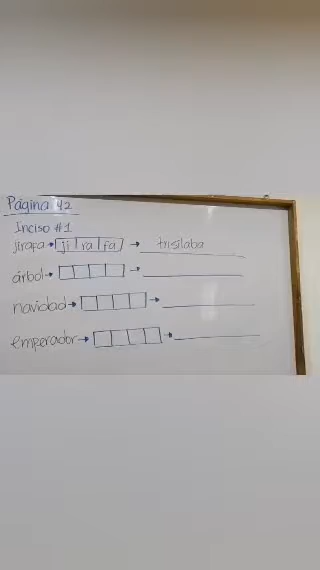 Página 42
Inciso #1
jirafa → ji ra fa → trisílaba
árbol →
navidad →
emperador →